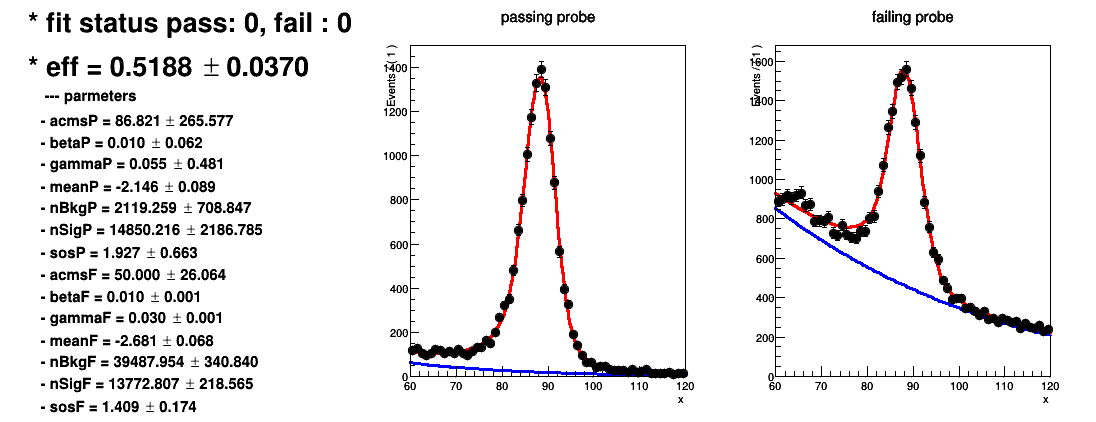 * fit status pass: 0, fail : 0
* eff = 0.5188 ± 0.0370
--- parmeters
- acmsP = 86.821 ± 265.577
- betaP = 0.010 ± 0.062
- gammaP = 0.055 ± 0.481
- meanP = -2.146 ± 0.089
- nBkgP = 2119.259 ± 708.847
- nSigP = 14850.216 ± 2186.785
- sosP = 1.927 ± 0.663
- acmsF = 50.000 ± 26.064
- betaF = 0.010 ± 0.001
- gammaF = 0.030 ± 0.001
- meanF = -2.681 ± 0.068
- nBkgF = 39487.954 ± 340.840
- nSigF = 13772.807 ± 218.565
- sosF = 1.409 ± 0.174
passing probe
Events / ( 1 )
1400
1200
1000
800
600
400
200
0
60 70 80 90 100 110 120
x
failing probe
Events / ( 1 )
1600
1400
1200
1000
800
600
400
200
0
60 70 80 90 100 110 120
x